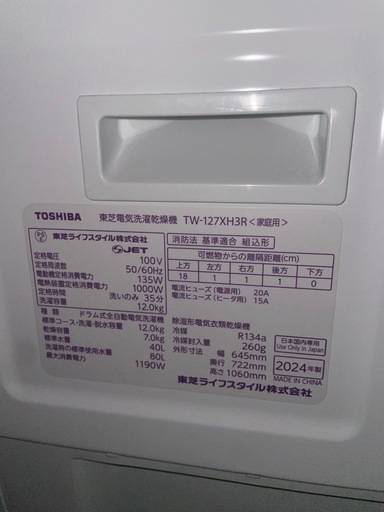 TOSHIBA 東芝電気洗濯乾燥機 TW-127XH3R<家庭用>
東芝ライフスタイル株式会社
JET
定格電圧 100V
定格周波数 50/60Hz
電動機定格消費電力 135W
電熱装置定格消費電力 1000W
定格時間 洗いのみ 35分
洗濯容量 12.0kg
消防法 基準適合 組込形
可燃物からの離隔距離(cm)
上方 左方 右方 後方 下方
18 1 1 1 0
電流ヒューズ(電源用) 20A
電流ヒューズ(ヒータ用) 15A
種類 ドラム式全自動電気洗濯機
標準コース・洗濯・脱水容量 12.0kg
乾燥容量 7.0kg
標準水量 40L
洗濯時の標準使用水量 80L
最大消費電力 1190W
除湿形電気衣類乾燥機
冷媒 R134a
冷媒封入量 260g
外形寸法 幅 645mm
奥行 722mm
高さ 1060mm
東芝ライフスタイル株式会社
日本国内専用
Use Only in Japan
2024年製
MADE IN CHINA